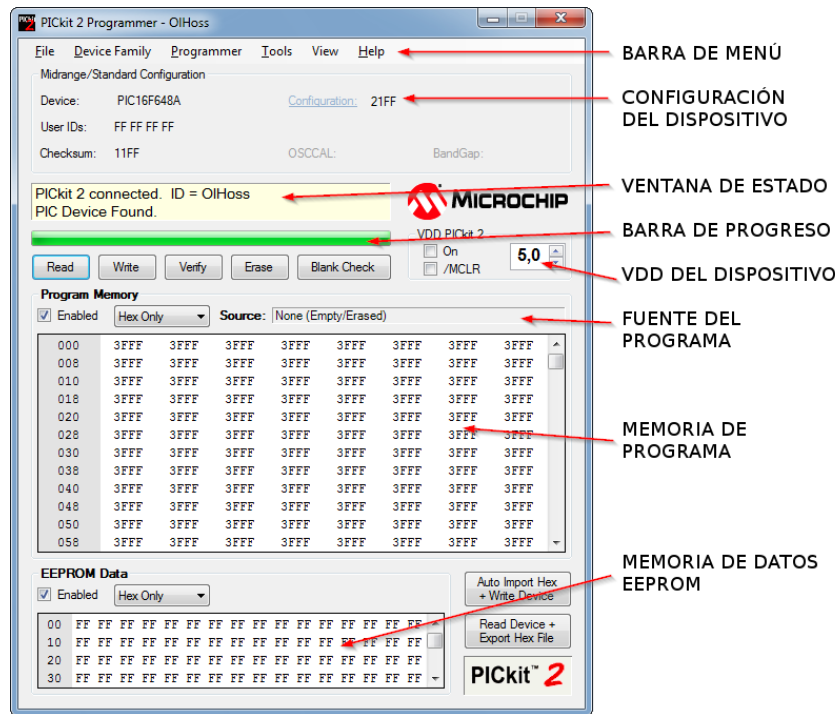 PICkit 2 Programmer - OIHoss
File Device Family Programmer Tools View Help
BARRA DE MENÚ
Midrange/Standard Configuration
Device: PIC16F648A Configuration: 21FF
CONFIGURACIÓN
DEL DISPOSITIVO
User IDs: FF FF FF FF
Checksum: 11FF OSCCAL: BandGap:
PICkit 2 connected. ID = OIHoss
PIC Device Found.
VENTANA DE ESTADO
MICROCHIP
BARRA DE PROGRESO
VDD PICkit 2
On
/MCLR
5,0
VDD DEL DISPOSITIVO
Read Write Verify Erase Blank Check
Program Memory
Enabled Hex Only Source: None (Empty/Erased)
FUENTE DEL
PROGRAMA
000 3FFF 3FFF 3FFF 3FFF 3FFF 3FFF 3FFF 3FFF
008 3FFF 3FFF 3FFF 3FFF 3FFF 3FFF 3FFF 3FFF
010 3FFF 3FFF 3FFF 3FFF 3FFF 3FFF 3FFF 3FFF
018 3FFF 3FFF 3FFF 3FFF 3FFF 3FFF 3FFF 3FFF
020 3FFF 3FFF 3FFF 3FFF 3FFF 3FFF 3FFF 3FFF
028 3FFF 3FFF 3FFF 3FFF 3FFF 3FFF 3FFF 3FFF
030 3FFF 3FFF 3FFF 3FFF 3FFF 3FFF 3FFF 3FFF
038 3FFF 3FFF 3FFF 3FFF 3FFF 3FFF 3FFF 3FFF
040 3FFF 3FFF 3FFF 3FFF 3FFF 3FFF 3FFF 3FFF
048 3FFF 3FFF 3FFF 3FFF 3FFF 3FFF 3FFF 3FFF
050 3FFF 3FFF 3FFF 3FFF 3FFF 3FFF 3FFF 3FFF
058 3FFF 3FFF 3FFF 3FFF 3FFF 3FFF 3FFF 3FFF
MEMORIA DE
PROGRAMA
EEPROM Data
Enabled Hex Only
00 FF FF FF FF FF FF FF FF FF FF FF FF FF FF FF FF
10 FF FF FF FF FF FF FF FF FF FF FF FF FF FF FF FF
20 FF FF FF FF FF FF FF FF FF FF FF FF FF FF FF FF
30 FF FF FF FF FF FF FF FF FF FF FF FF FF FF FF FF
Auto Import Hex
+ Write Device
Read Device +
Export Hex File
PICkit™ 2
MEMORIA DE DATOS
EEPROM